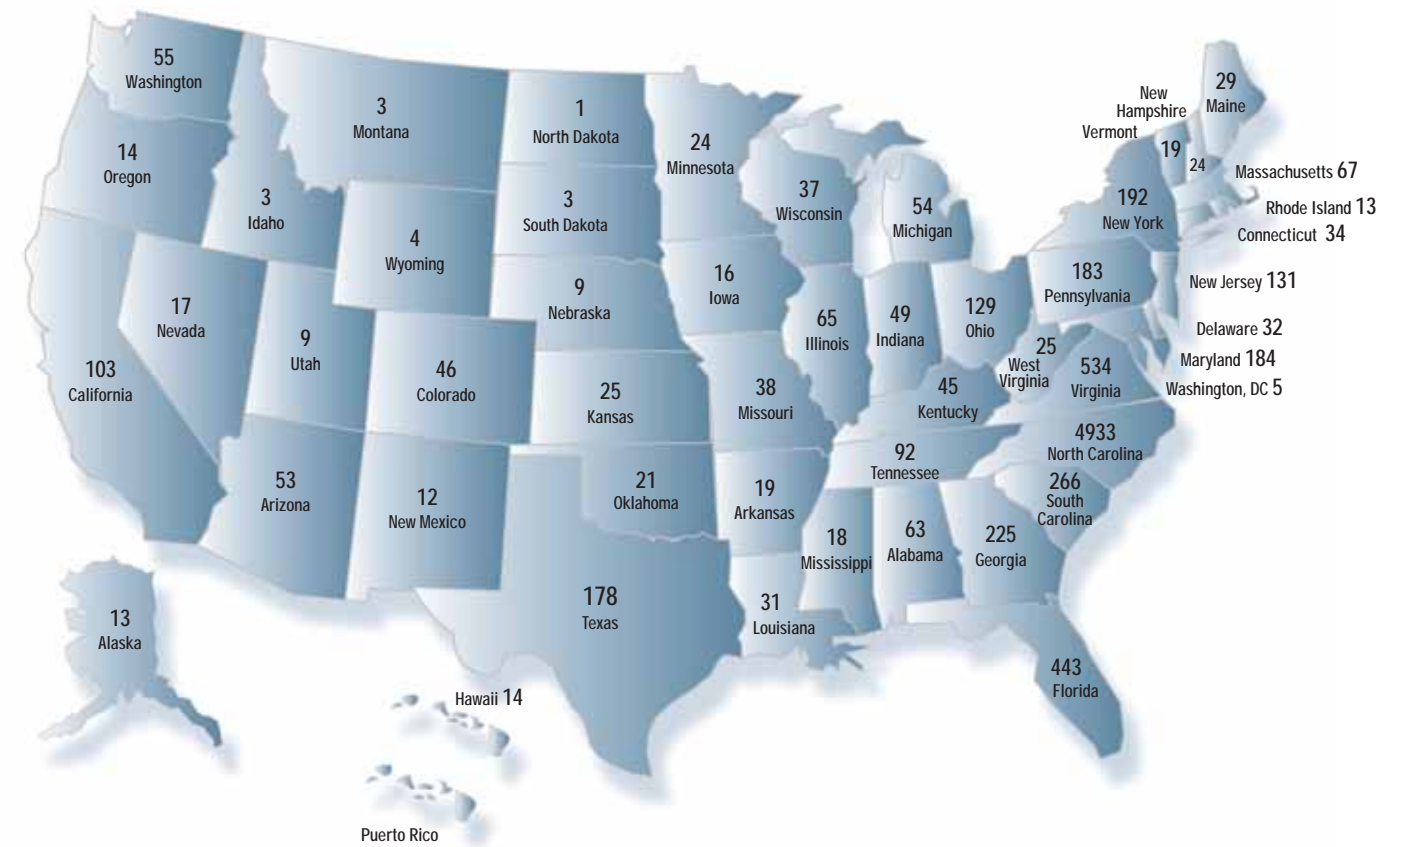 55
Washington
14
Oregon
3
Idaho
3
Montana
1
North Dakota
3
South Dakota
4
Wyoming
9
Nebraska
17
Nevada
9
Utah
103
California
46
Colorado
25
Kansas
53
Arizona
12
New Mexico
21
Oklahoma
178
Texas
24
Minnesota
16
Iowa
38
Missouri
19
Arkansas
31
Louisiana
37
Wisconsin
65
Illinois
54
Michigan
49
Indiana
129
Ohio
45
Kentucky
92
Tennessee
18
Mississippi
63
Alabama
225
Georgia
443
Florida
266
South
Carolina
4933
North Carolina
534
Virginia
25
West
Virginia
183
Pennsylvania
192
New York
Vermont
19
New
Hampshire
24
29
Maine
Massachusetts 67
Rhode Island 13
Connecticut 34
New Jersey 131
Delaware 32
Maryland 184
Washington, DC 5
13
Alaska
Hawaii 14
Puerto Rico